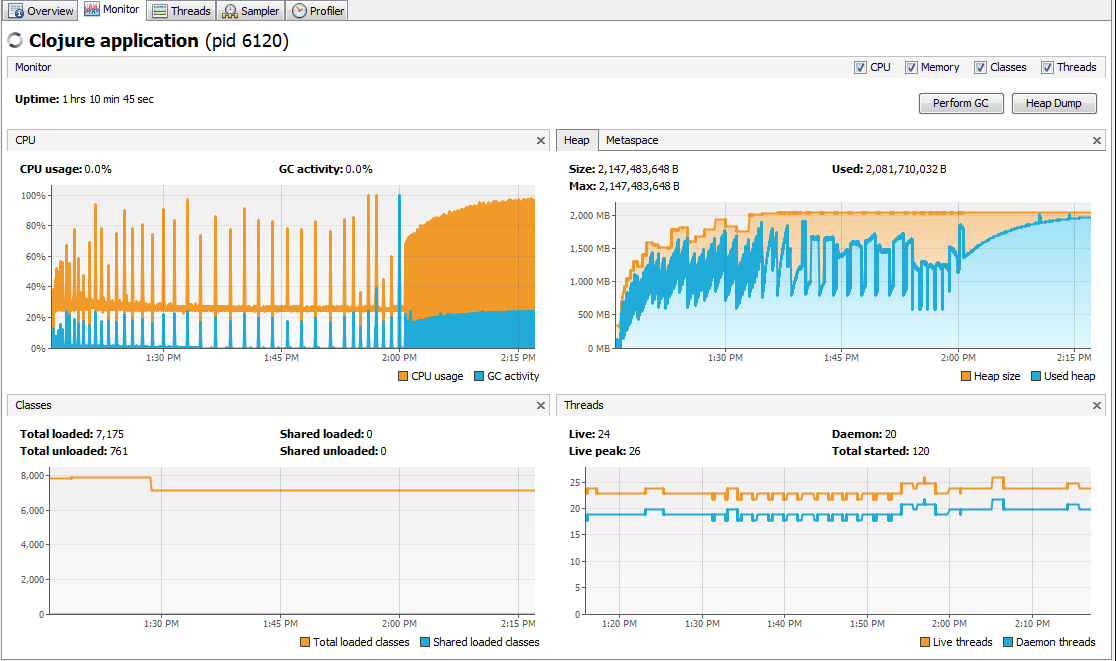 Overview Monitor Threads Sampler Profiler
Clojure application (pid 6120)
Monitor CPU Memory Classes Threads
Uptime: 1 hrs 10 min 45 sec
Perform GC Heap Dump
CPU
CPU usage: 0.0% GC activity: 0.0%
100%
80%
60%
40%
20%
0%
1:30 PM 1:45 PM 2:00 PM 2:15 PM
CPU usage GC activity
Heap Metaspace
Size: 2,147,483,648 B Used: 2,081,710,032 B
Max: 2,147,483,648 B
2,000 MB
1,500 MB
1,000 MB
500 MB
0 MB
1:30 PM 1:45 PM 2:00 PM 2:15 PM
Heap size Used heap
Classes
Total loaded: 7,175 Shared loaded: 0
Total unloaded: 761 Shared unloaded: 0
8,000
6,000
4,000
2,000
0
1:30 PM 1:45 PM 2:00 PM 2:15 PM
Total loaded classes Shared loaded classes
Threads
Live: 24 Daemon: 20
Live peak: 26 Total started: 120
25
20
15
10
5
0
1:20 PM 1:30 PM 1:40 PM 1:50 PM 2:00 PM 2:10 PM
Live threads Daemon threads